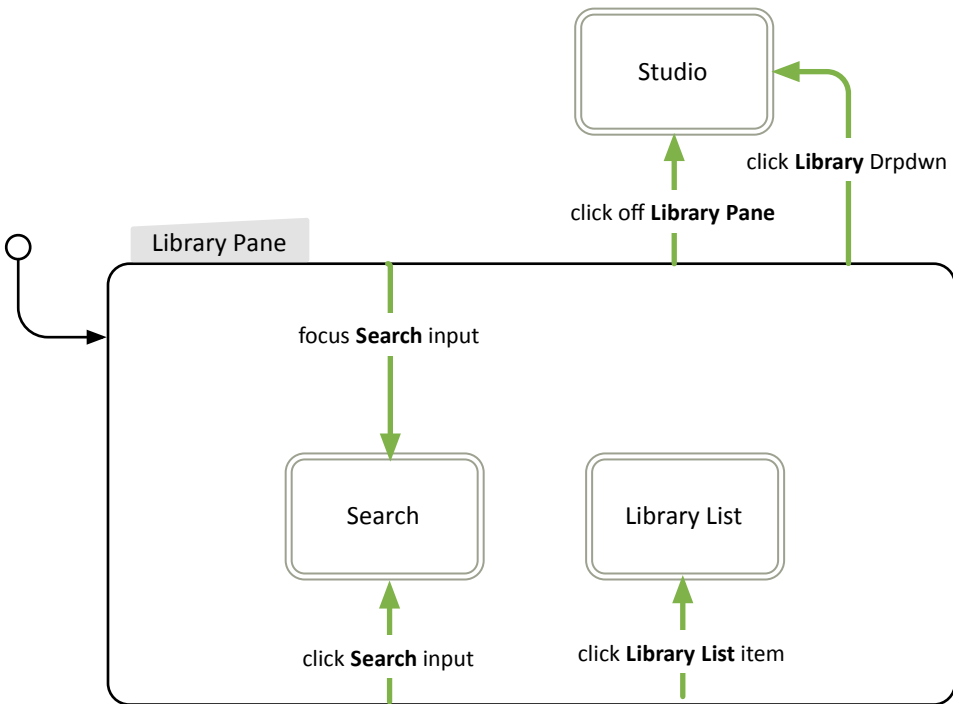 Studio
click Library Drpdwn
click off Library Pane
Library Pane
focus Search input
Search
Library List
click Search input
click Library List item